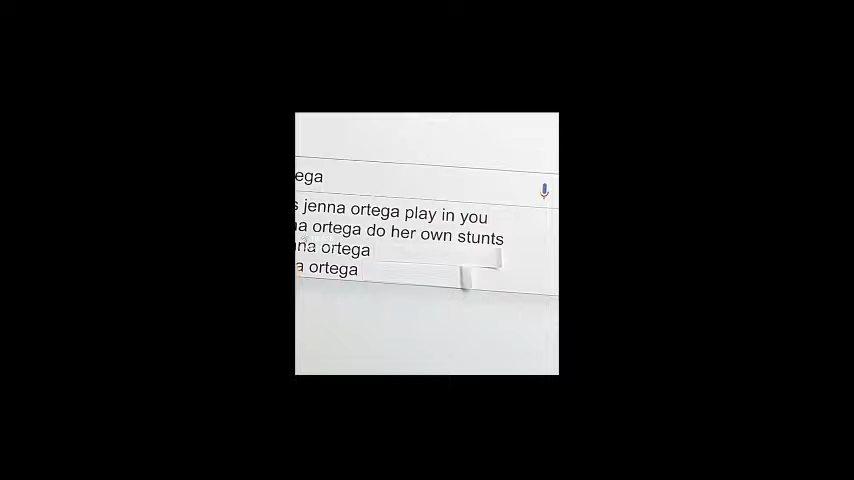 ega
s jenna ortega play in you
na ortega do her own stunts
nna ortega
a ortega